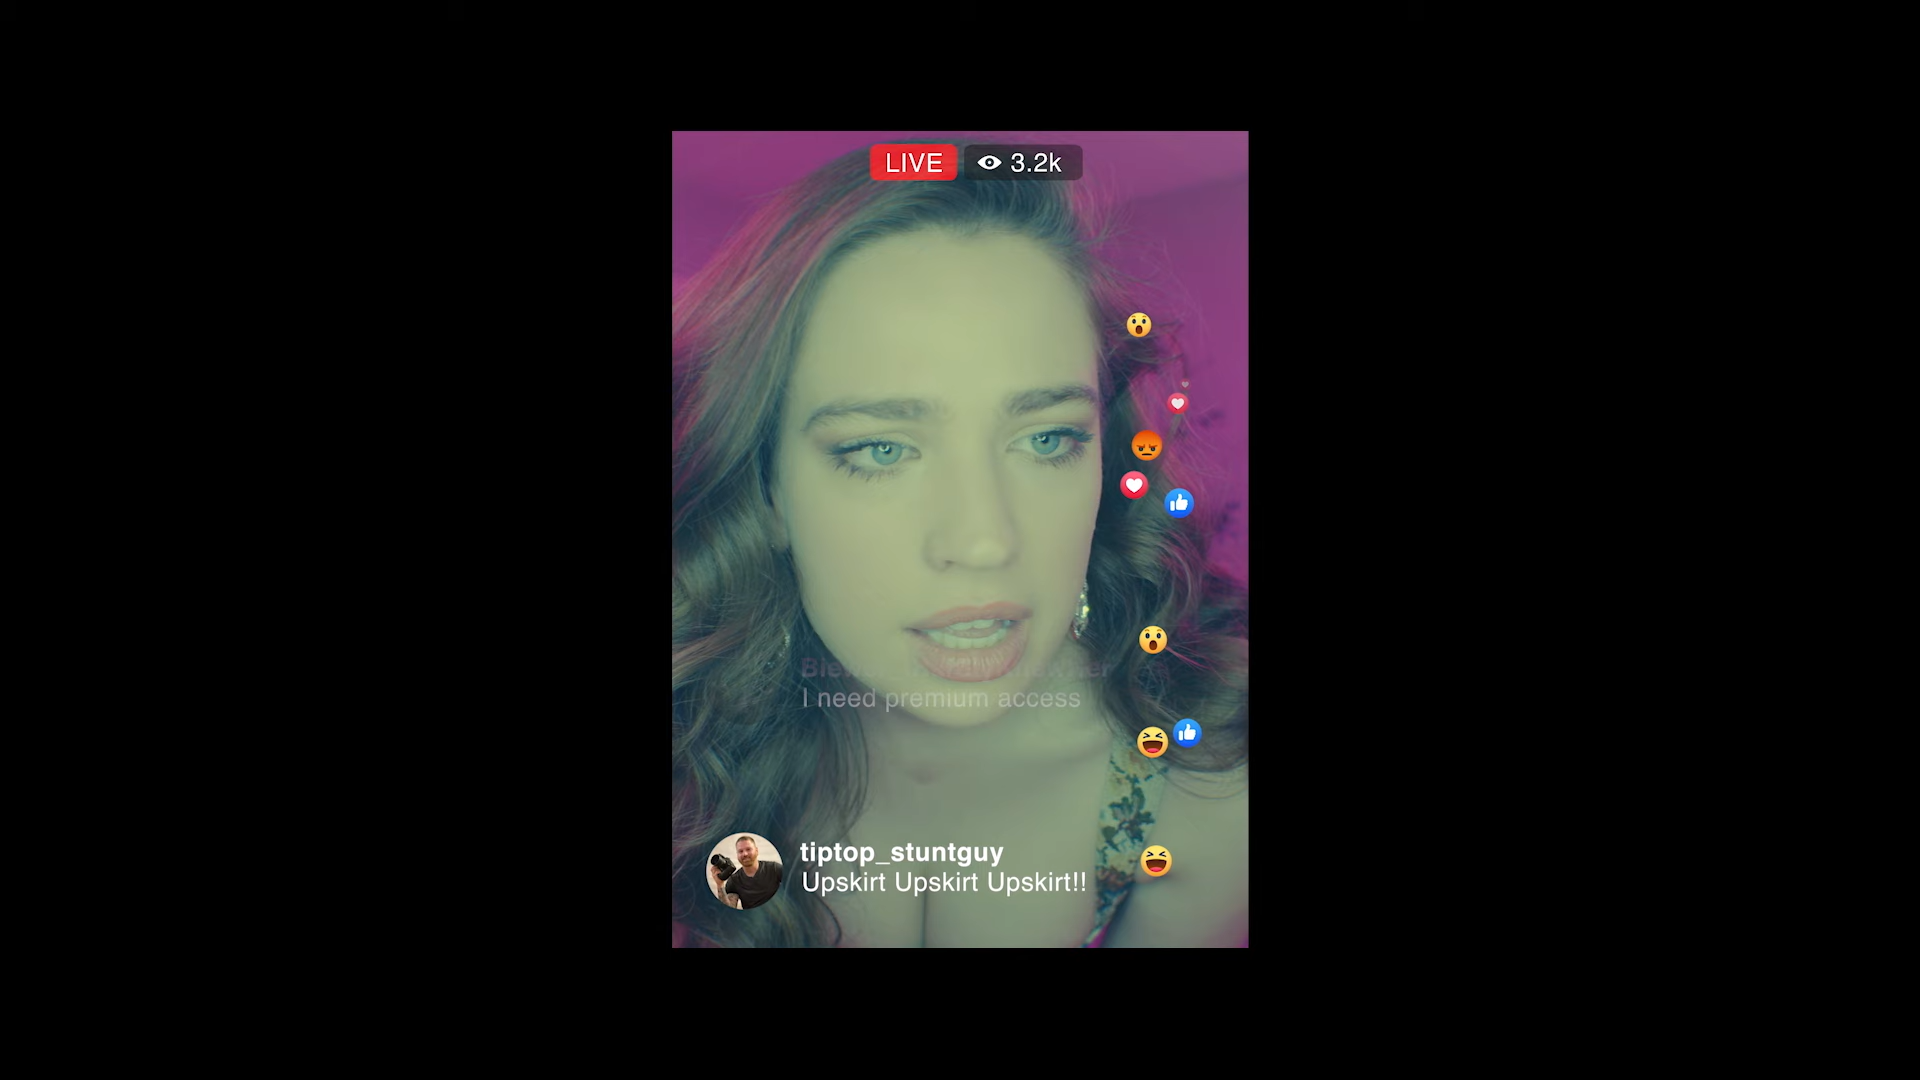 LIVE 3.2k
I need premium access
tiptop_stuntguy
Upskirt Upskirt Upskirt!!